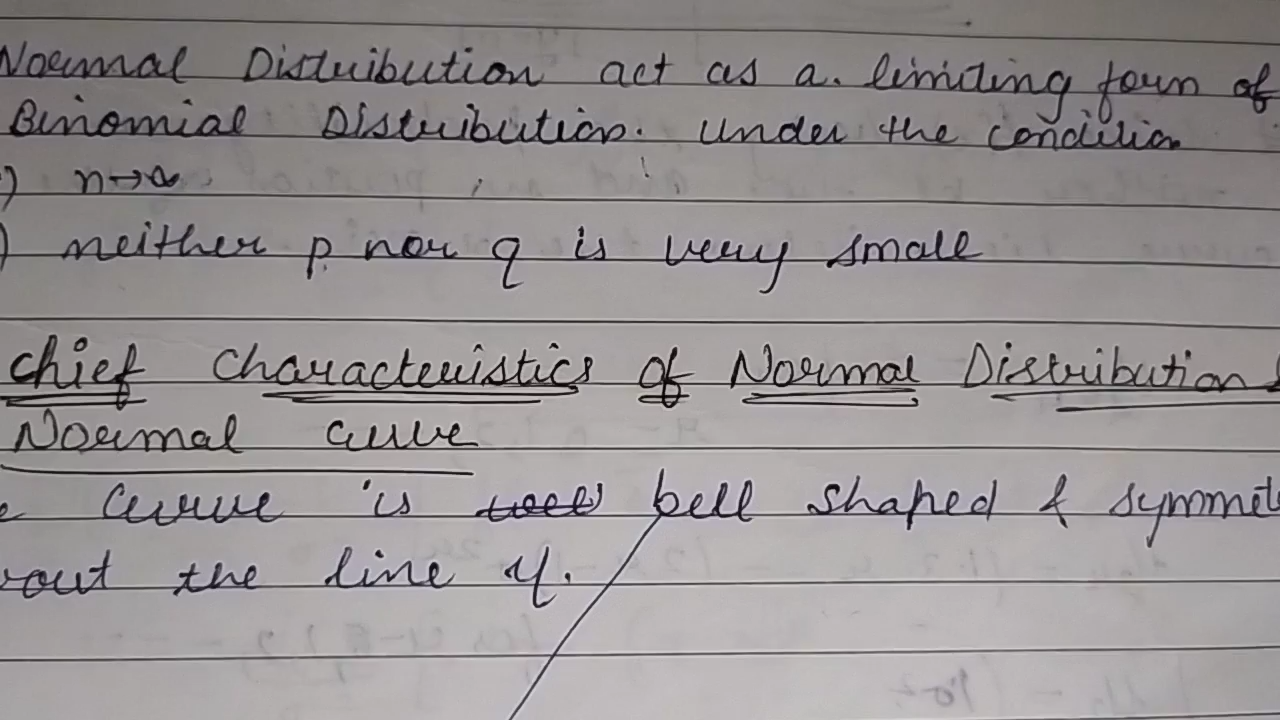 Normal Distribution act as a. limiting form of
Binomial Distribution. under the condition
) n→∞
) neither p nor q is very small
Chief Characteristics of Normal Distribution &
Normal curve
e Curve is bell shaped & symmet
bout the line